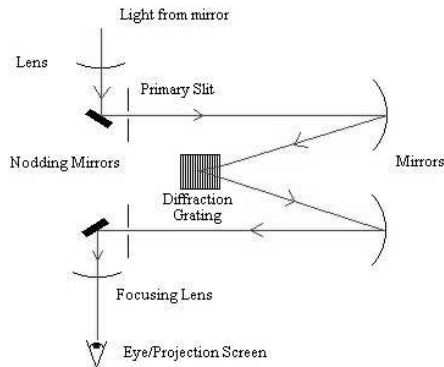 Light from mirror
Lens
Primary Slit
Nodding Mirrors
Mirrors
Diffraction
Grating
Focusing Lens
Eye/Projection Screen